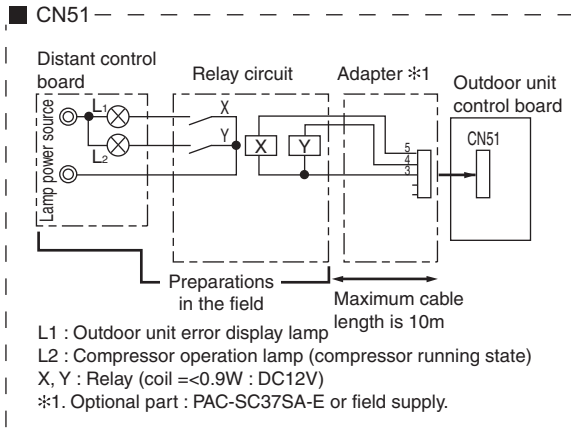 ■ CN51
Distant control
board
Relay circuit
Adapter ✻1
Outdoor unit
control board
Lamp power source
L1
L2
X
Y
X
Y
5
4
3
CN51
Preparations
in the field
Maximum cable
length is 10m
L1 : Outdoor unit error display lamp
L2 : Compressor operation lamp (compressor running state)
X, Y : Relay (coil =<0.9W : DC12V)
✻1. Optional part : PAC-SC37SA-E or field supply.